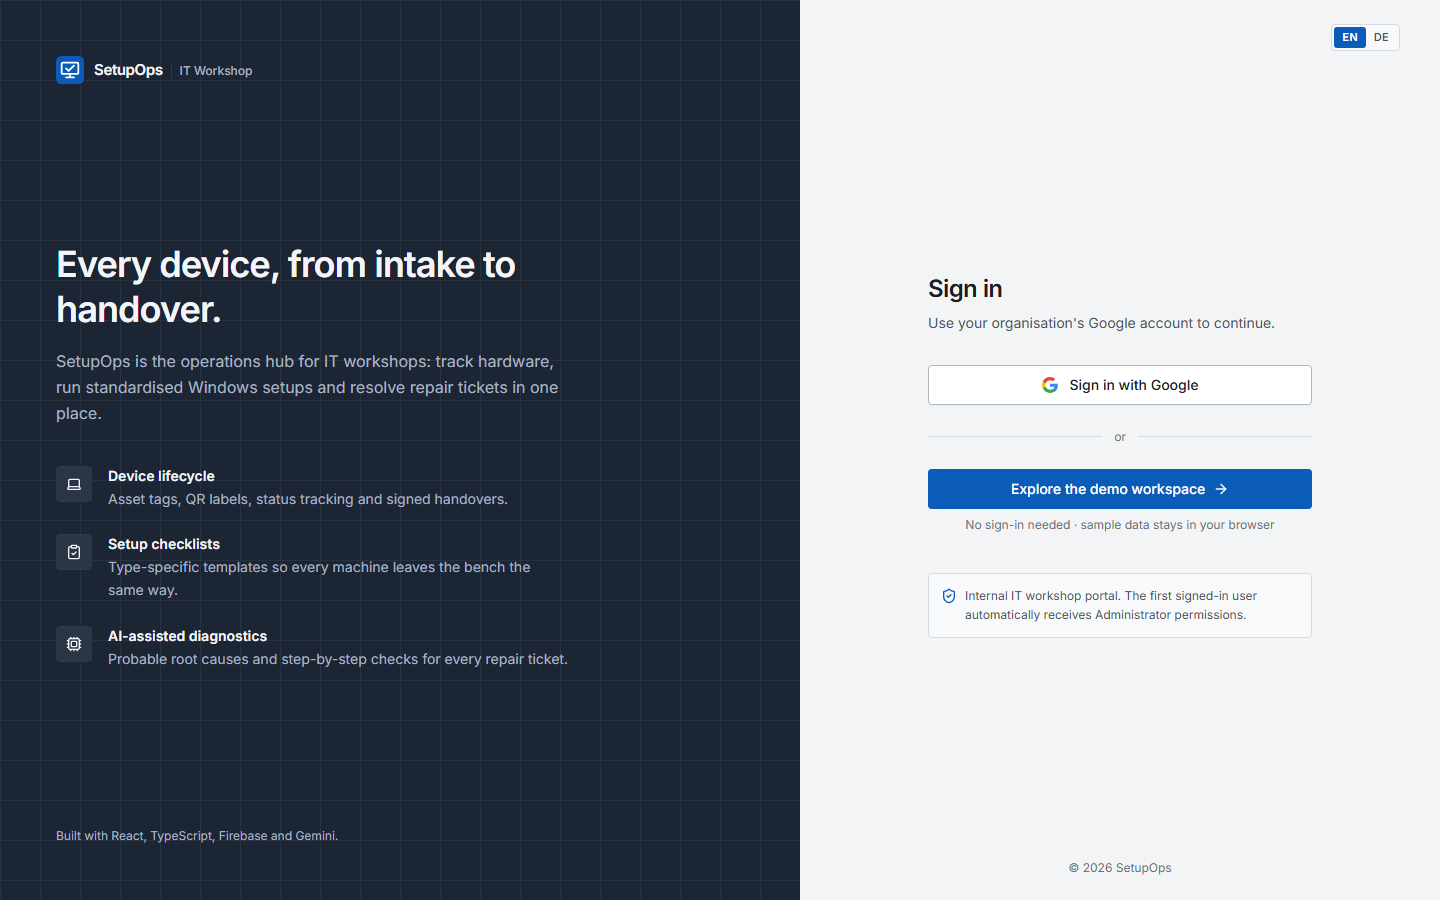 SetupOps
IT Workshop
Every device, from intake to
handover.
SetupOps is the operations hub for IT workshops: track hardware,
run standardised Windows setups and resolve repair tickets in one
place.
Device lifecycle
Asset tags, QR labels, status tracking and signed handovers.
Setup checklists
Type-specific templates so every machine leaves the bench the
same way.
AI-assisted diagnostics
Probable root causes and step-by-step checks for every repair ticket.
Built with React, TypeScript, Firebase and Gemini.
EN DE
Sign in
Use your organisation's Google account to continue.
Sign in with Google
or
Explore the demo workspace →
No sign-in needed · sample data stays in your browser
Internal IT workshop portal. The first signed-in user
automatically receives Administrator permissions.
© 2026 SetupOps